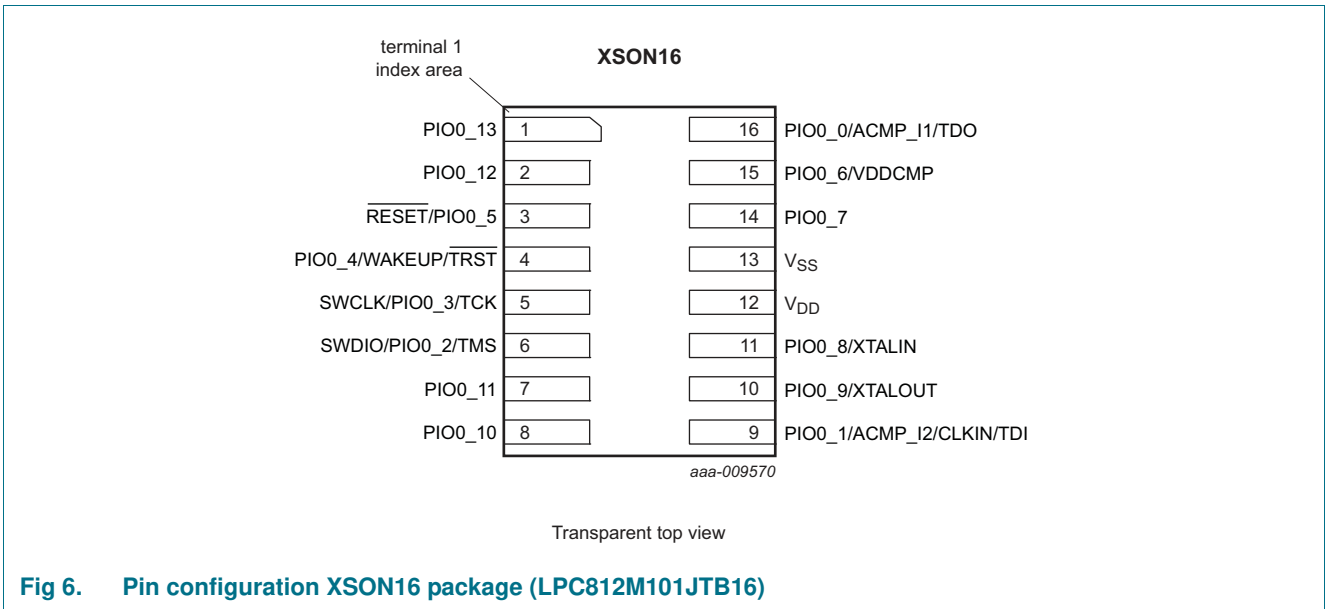 terminal 1
index area
XSON16
PIO0_13 1 16 PIO0_0/ACMP_I1/TDO
PIO0_12 2 15 PIO0_6/VDDCMP
RESET/PIO0_5 3 14 PIO0_7
PIO0_4/WAKEUP/TRST 4 13 VSS
SWCLK/PIO0_3/TCK 5 12 VDD
SWDIO/PIO0_2/TMS 6 11 PIO0_8/XTALIN
PIO0_11 7 10 PIO0_9/XTALOUT
PIO0_10 8 9 PIO0_1/ACMP_I2/CLKIN/TDI
aaa-009570
Transparent top view
Fig 6. Pin configuration XSON16 package (LPC812M101JTB16)